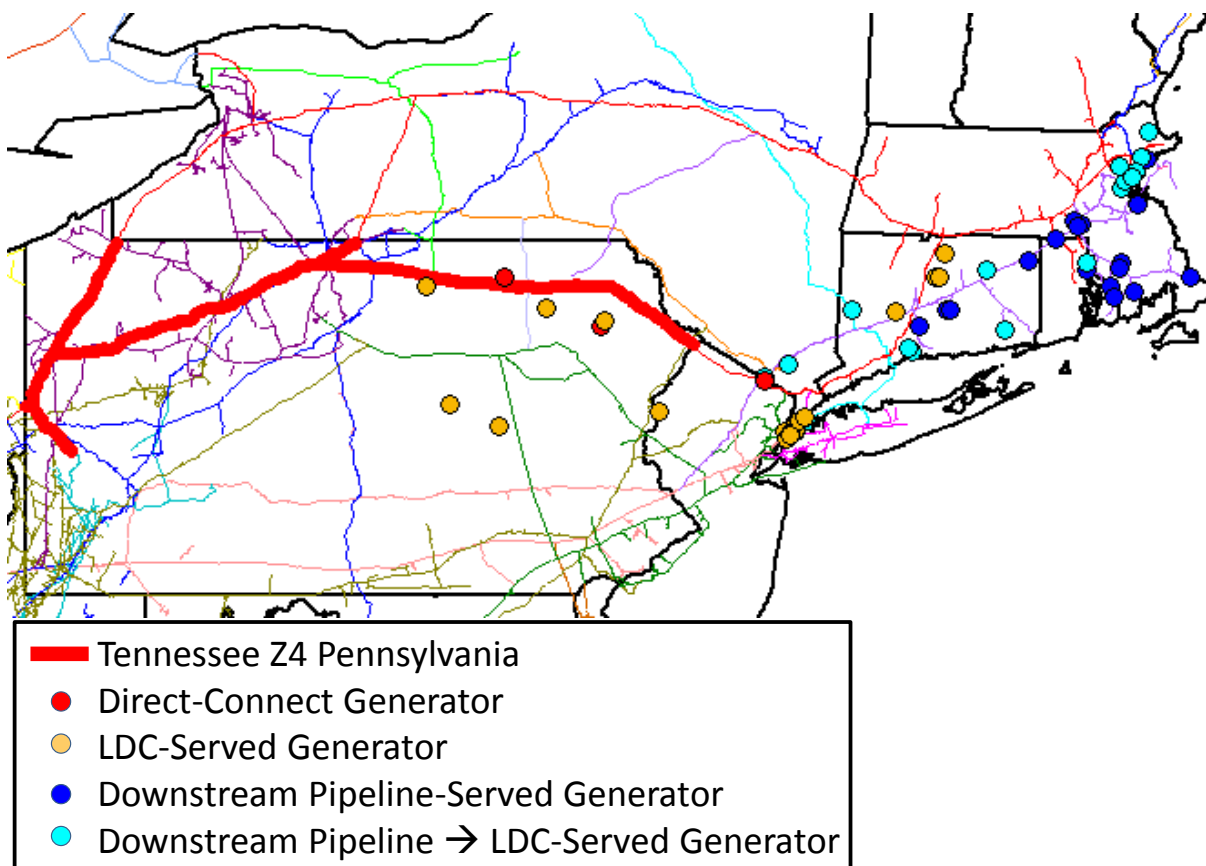 Tennessee Z4 Pennsylvania
Direct-Connect Generator
LDC-Served Generator
Downstream Pipeline-Served Generator
Downstream Pipeline → LDC-Served Generator